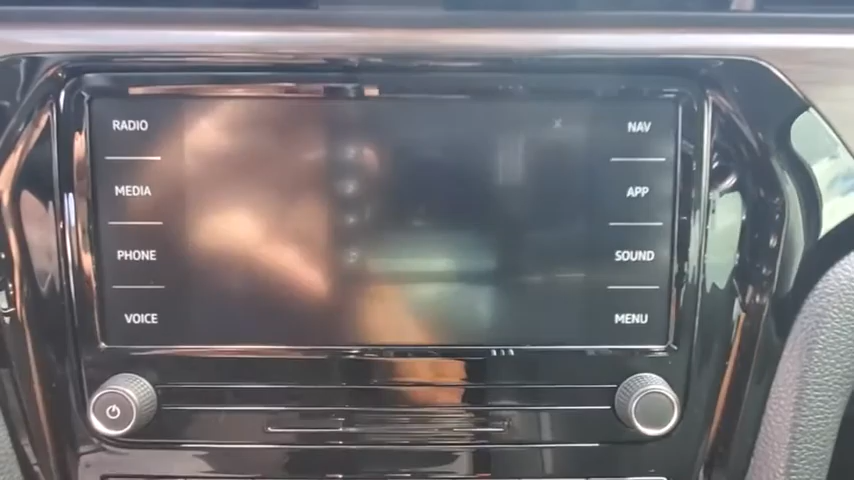 RADIO
MEDIA
PHONE
VOICE
NAV
APP
SOUND
MENU